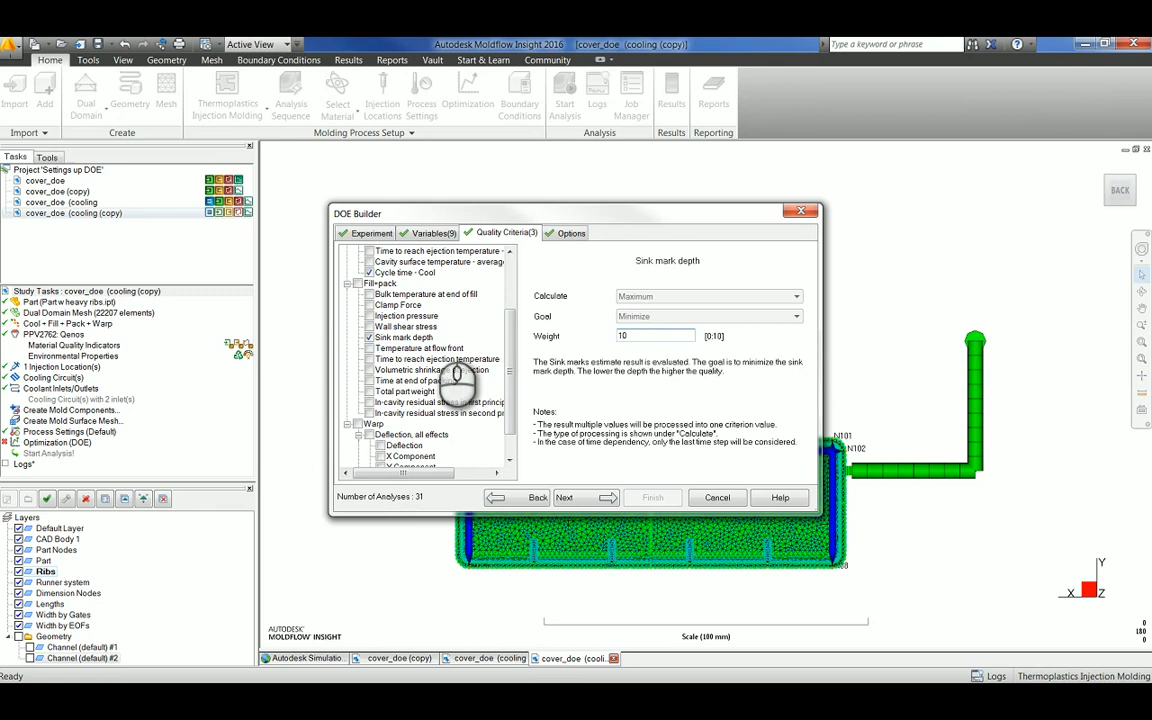 Active View
Autodesk Moldflow Insight 2016 [cover_doe (cooling (copy)]
Type a keyword or phrase
Home Tools View Geometry Mesh Boundary Conditions Results Reports Vault Start & Learn Community
Import Add Dual Domain Geometry Mesh Thermoplastics Injection Molding Analysis Sequence Select Material Injection Locations Process Settings Optimization Boundary Conditions Start Analysis Logs Job Manager Results Reports
Import Create Molding Process Setup Analysis Results Reporting
Tasks Tools
Project 'Settings up DOE'
cover_doe
cover_doe (copy)
cover_doe (cooling
cover_doe (cooling (copy)
Study Tasks: cover_doe (cooling (copy)
Part (Part w heavy ribs.ipt)
Dual Domain Mesh (22207 elements)
Cool + Fill + Pack + Warp
PPV2762: Qenos
Material Quality Indicators
Environmental Properties
1 Injection Location(s)
Cooling Circuit(s)
Coolant Inlets/Outlets
Cooling Circuit(s) with 2 inlet(s)
Create Mold Components...
Create Mold Surface Mesh...
Process Settings (Default)
Optimization (DOE)
Start Analysis!
Logs*
Layers
Default Layer
CAD Body 1
Part Nodes
Part
Ribs
Runner system
Dimension Nodes
Lengths
Width by Gates
Width by EOFs
Geometry
Channel (default) #1
Channel (default) #2
DOE Builder
Experiment Variables(9) Quality Criteria(3) Options
Time to reach ejection temperature -
Cavity surface temperature - average
Cycle time - Cool
Fill+pack
Bulk temperature at end of fill
Clamp Force
Injection pressure
Wall shear stress
Sink mark depth
Temperature at flow front
Time to reach ejection temperature
Volumetric shrinkage
Time at end of
Total part weight
In-cavity residual stress in first princip
In-cavity residual stress in second p
Warp
Deflection, all effects
Deflection
X Component
Sink mark depth
Calculate Maximum
Goal Minimize
Weight 10 [0:10]
The Sink marks estimate result is evaluated. The goal is to minimize the sink
mark depth. The lower the depth the higher the quality.
Notes:
- The result multiple values will be processed into one criterion value.
- The type of processing is shown under "Calculate".
- In the case of time dependency, only the last time step will be considered.
Number of Analyses : 31
Back Next Finish Cancel Help
BACK
N101
N102
Y
X Z
AUTODESK
MOLDFLOW INSIGHT
Scale (100 mm)
0
180
Autodesk Simulatio... cover_doe (copy) cover_doe (cooling cover_doe (cooli...
Ready
Logs Thermoplastics Injection Molding